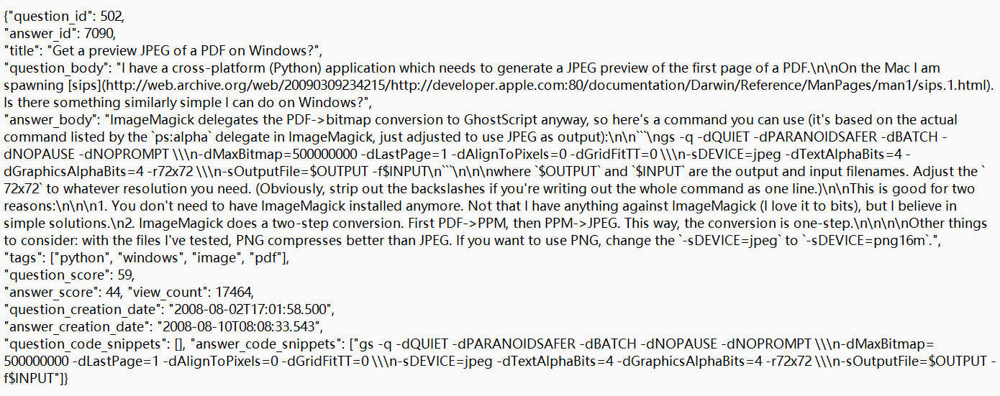 {"question_id": 502,
"answer_id": 7090,
"title": "Get a preview JPEG of a PDF on Windows?",
"question_body": "I have a cross-platform (Python) application which needs to generate a JPEG preview of the first page of a PDF.\n\nOn the Mac I am
spawning [sips](http://web.archive.org/web/20090309234215/http://developer.apple.com:80/documentation/Darwin/Reference/ManPages/man1/sips.1.html).
Is there something similarly simple I can do on Windows?",
"answer_body": "ImageMagick delegates the PDF->bitmap conversion to GhostScript anyway, so here's a command you can use (it's based on the actual
command listed by the `ps:alpha` delegate in ImageMagick, just adjusted to use JPEG as output):\n\n```\ngs -q -dQUIET -dPARANOIDSAFER -dBATCH -
dNOPAUSE -dNOPROMPT \\\n-dMaxBitmap=500000000 -dLastPage=1 -dAlignToPixels=0 -dGridFitTT=0 \\\n-sDEVICE=jpeg -dTextAlphaBits=4 -
dGraphicsAlphaBits=4 -r72x72 \\\n-sOutputFile=$OUTPUT -f$INPUT\n```\n\n\nwhere `$OUTPUT` and `$INPUT` are the output and input filenames. Adjust the `
72x72` to whatever resolution you need. (Obviously, strip out the backslashes if you're writing out the whole command as one line.)\n\nThis is good for two
reasons:\n\n\n1. You don't need to have ImageMagick installed anymore. Not that I have anything against ImageMagick (I love it to bits), but I believe in
simple solutions.\n2. ImageMagick does a two-step conversion. First PDF->PPM, then PPM->JPEG. This way, the conversion is one-step.\n\n\n\nOther things
to consider: with the files I've tested, PNG compresses better than JPEG. If you want to use PNG, change the `-sDEVICE=jpeg` to `-sDEVICE=png16m`.",
"tags": ["python", "windows", "image", "pdf"],
"question_score": 59,
"answer_score": 44, "view_count": 17464,
"question_creation_date": "2008-08-02T17:01:58.500",
"answer_creation_date": "2008-08-10T08:08:33.543",
"question_code_snippets": [], "answer_code_snippets": ["gs -q -dQUIET -dPARANOIDSAFER -dBATCH -dNOPAUSE -dNOPROMPT \\\n-dMaxBitmap=
500000000 -dLastPage=1 -dAlignToPixels=0 -dGridFitTT=0 \\\n-sDEVICE=jpeg -dTextAlphaBits=4 -dGraphicsAlphaBits=4 -r72x72 \\\n-sOutputFile=$OUTPUT -
f$INPUT"]}